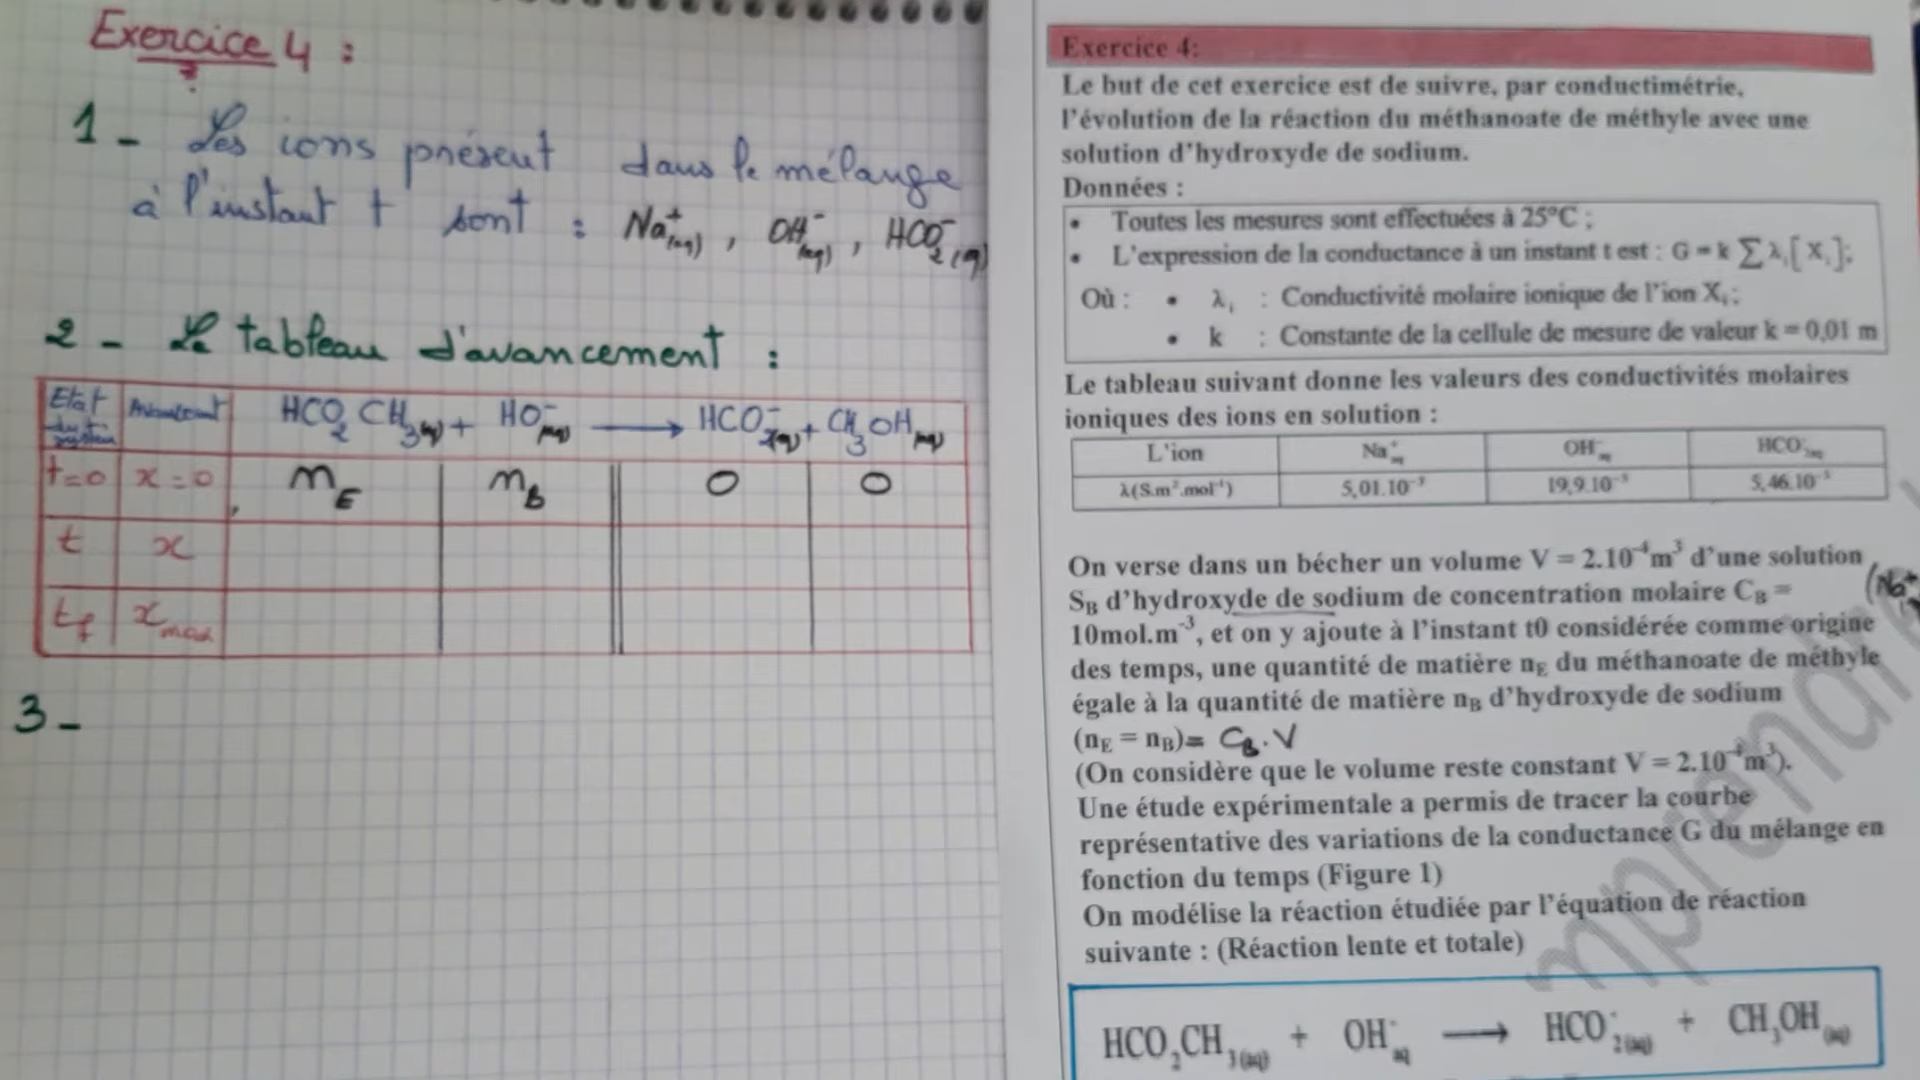 Exercice 4 :
1 - Les ions présent dans le mélange
à l'instant t sont : Na⁺(aq) , OH⁻(aq) , HCO₂⁻(aq)
2 - Le tableau d'avancement :
Etat du système Avancement HCO₂CH₃(aq) + HO⁻(aq) → HCO₂⁻(aq) + CH₃OH(aq)
t=0 x=0 n_E n_B 0 0
t x
t_f x_max
3 -
Exercice 4:
Le but de cet exercice est de suivre, par conductimétrie,
l'évolution de la réaction du méthanoate de méthyle avec une
solution d'hydroxyde de sodium.
Données :
• Toutes les mesures sont effectuées à 25°C ;
• L'expression de la conductance à un instant t est : G = k ∑ λᵢ[Xᵢ];
Où : • λᵢ : Conductivité molaire ionique de l'ion Xᵢ;
• k : Constante de la cellule de mesure de valeur k = 0,01 m
Le tableau suivant donne les valeurs des conductivités molaires
ioniques des ions en solution :
L'ion Na⁺aq OH⁻aq HCO₂⁻aq
λ(S.m².mol⁻¹) 5,01.10⁻³ 19,9.10⁻³ 5,46.10⁻³
On verse dans un bécher un volume V = 2.10⁻⁴m³ d'une solution
S_B d'hydroxyde de sodium de concentration molaire C_B = (Na⁺
10mol.m⁻³, et on y ajoute à l'instant t0 considérée comme origine
des temps, une quantité de matière n_E du méthanoate de méthyle
égale à la quantité de matière n_B d'hydroxyde de sodium
(n_E = n_B) = C_B . V
(On considère que le volume reste constant V = 2.10⁻⁴m³).
Une étude expérimentale a permis de tracer la courbe
représentative des variations de la conductance G du mélange en
fonction du temps (Figure 1)
On modélise la réaction étudiée par l'équation de réaction
suivante : (Réaction lente et totale)
HCO₂CH₃(aq) + OH⁻aq → HCO₂⁻(aq) + CH₃OH(aq)